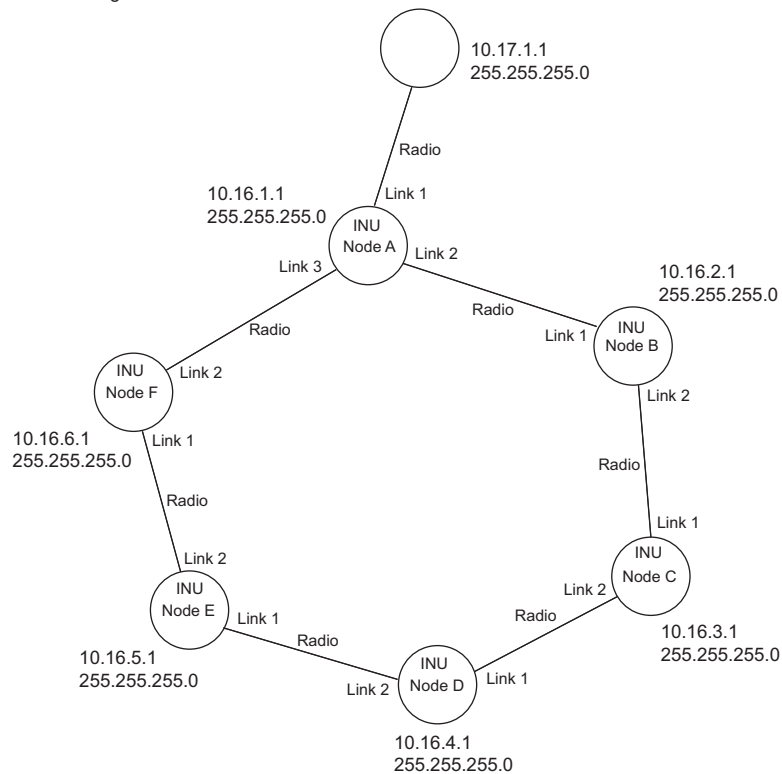 10.17.1.1
255.255.255.0
Radio
Link 1
10.16.1.1
255.255.255.0
INU
Node A
Link 3
Link 2
Radio
Radio
10.16.2.1
255.255.255.0
Link 1
INU
Node B
Link 2
INU
Node F
Link 2
10.16.6.1
255.255.255.0
Link 1
Radio
Radio
Link 1
Link 2
INU
Node E
Link 1
INU
Node C
Link 2
Radio
Radio
10.16.3.1
255.255.255.0
10.16.5.1
255.255.255.0
INU
Node D
Link 2
Link 1
10.16.4.1
255.255.255.0